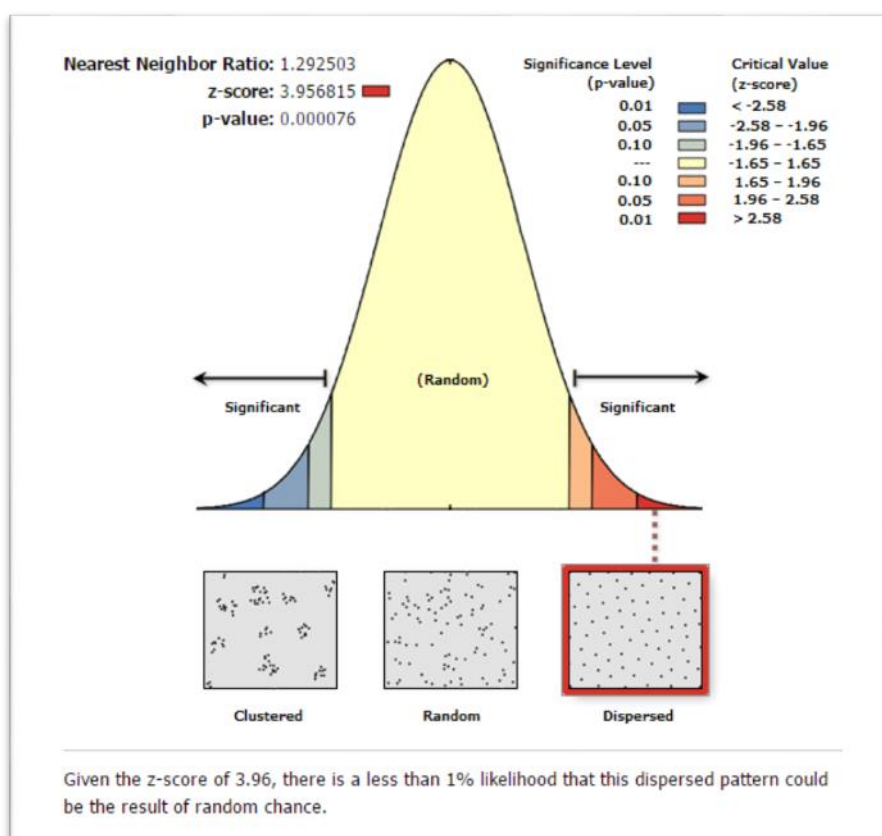 Nearest Neighbor Ratio: 1.292503
z-score: 3.956815
p-value: 0.000076
Significance Level
(p-value)
Critical Value
(z-score)
0.01 < -2.58
0.05 -2.58 – -1.96
0.10 -1.96 – -1.65
--- -1.65 – 1.65
0.10 1.65 – 1.96
0.05 1.96 – 2.58
0.01 > 2.58
(Random)
Significant
Significant
Clustered
Random
Dispersed
Given the z-score of 3.96, there is a less than 1% likelihood that this dispersed pattern could
be the result of random chance.